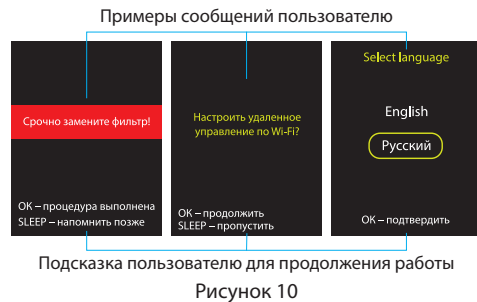 Примеры сообщений пользователю
Срочно замените фильтр!
OK – процедура выполнена
SLEEP – напомнить позже
Настроить удаленное
управление по Wi-Fi?
OK – продолжить
SLEEP – пропустить
Select language
English
Русский
OK – подтвердить
Подсказка пользователю для продолжения работы
Рисунок 10